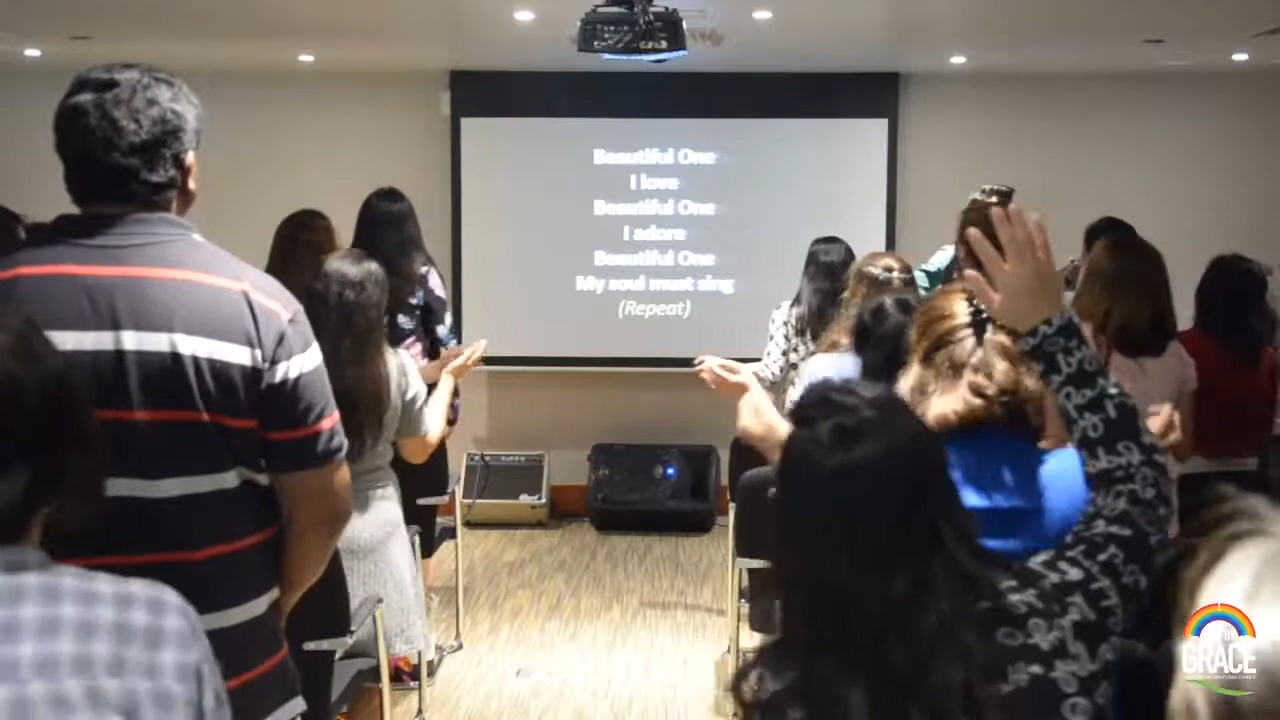 Beautiful One
I love
Beautiful One
I adore
Beautiful One
My soul must sing
(Repeat)
GRACE